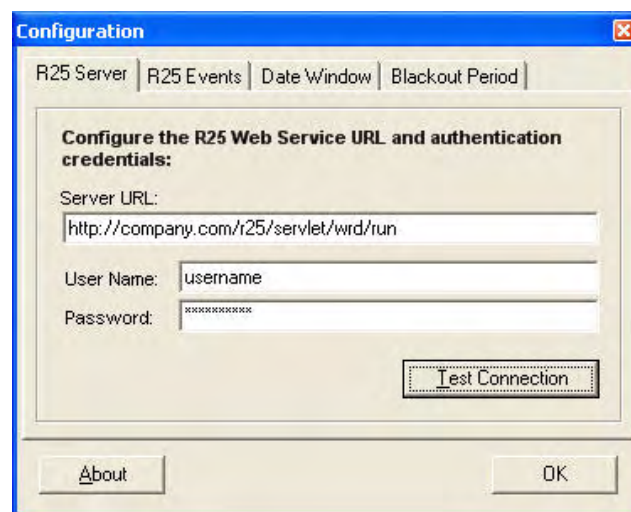 Configuration
R25 Server R25 Events Date Window Blackout Period
Configure the R25 Web Service URL and authentication
credentials:
Server URL:
http://company.com/r25/servlet/wrd/run
User Name: username
Password: **********
Test Connection
About OK